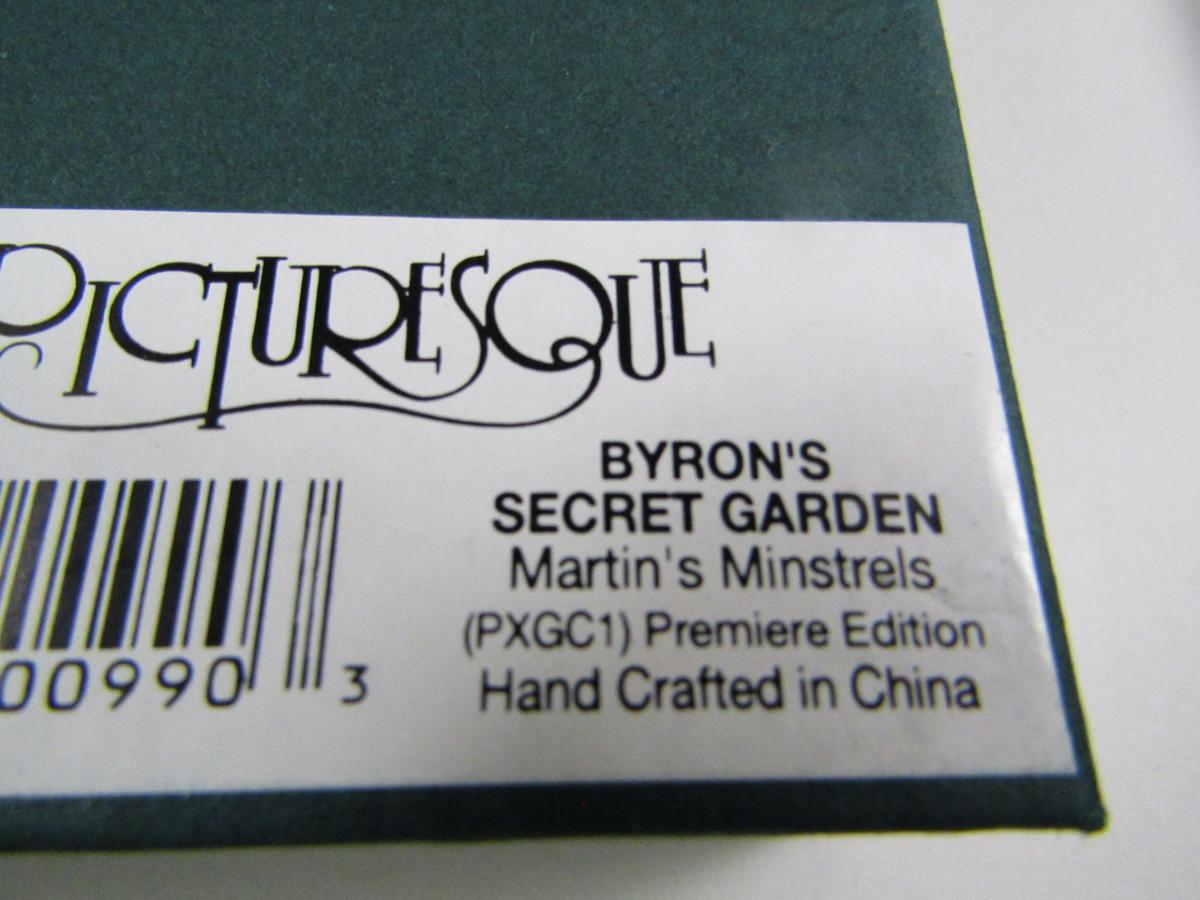 PICTURESQUE
BYRON'S
SECRET GARDEN
Martin's Minstrels
(PXGC1) Premiere Edition
Hand Crafted in China
00990 3